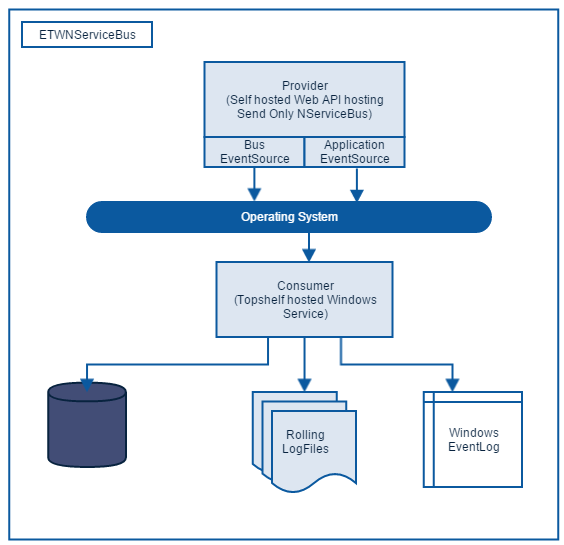 ETWNServiceBus
Provider
(Self hosted Web API hosting
Send Only NServiceBus)
Bus
EventSource
Application
EventSource
Operating System
Consumer
(Topshelf hosted Windows
Service)
Rolling
LogFiles
Windows
EventLog